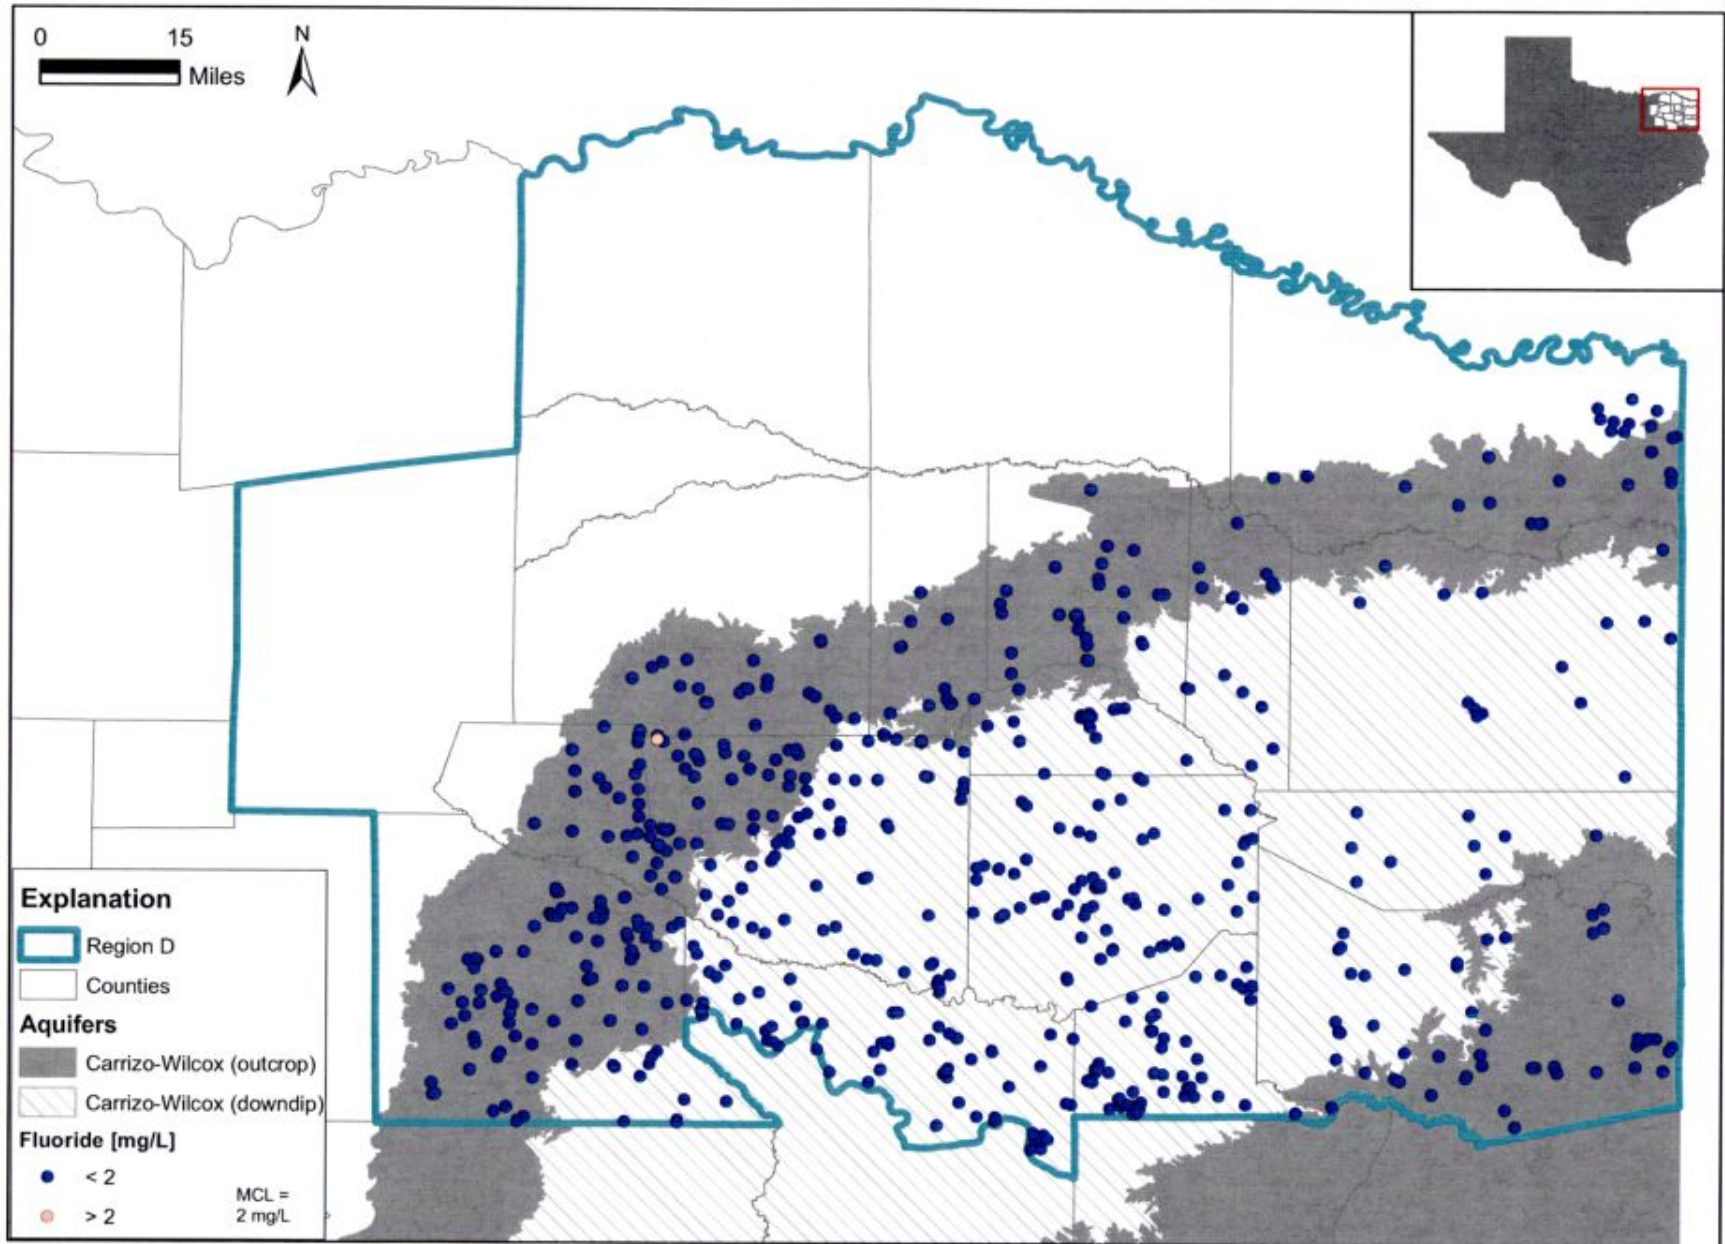 0 15
Miles
N
Explanation
Region D
Counties
Aquifers
Carrizo-Wilcox (outcrop)
Carrizo-Wilcox (downdip)
Fluoride [mg/L]
< 2
> 2
MCL =
2 mg/L